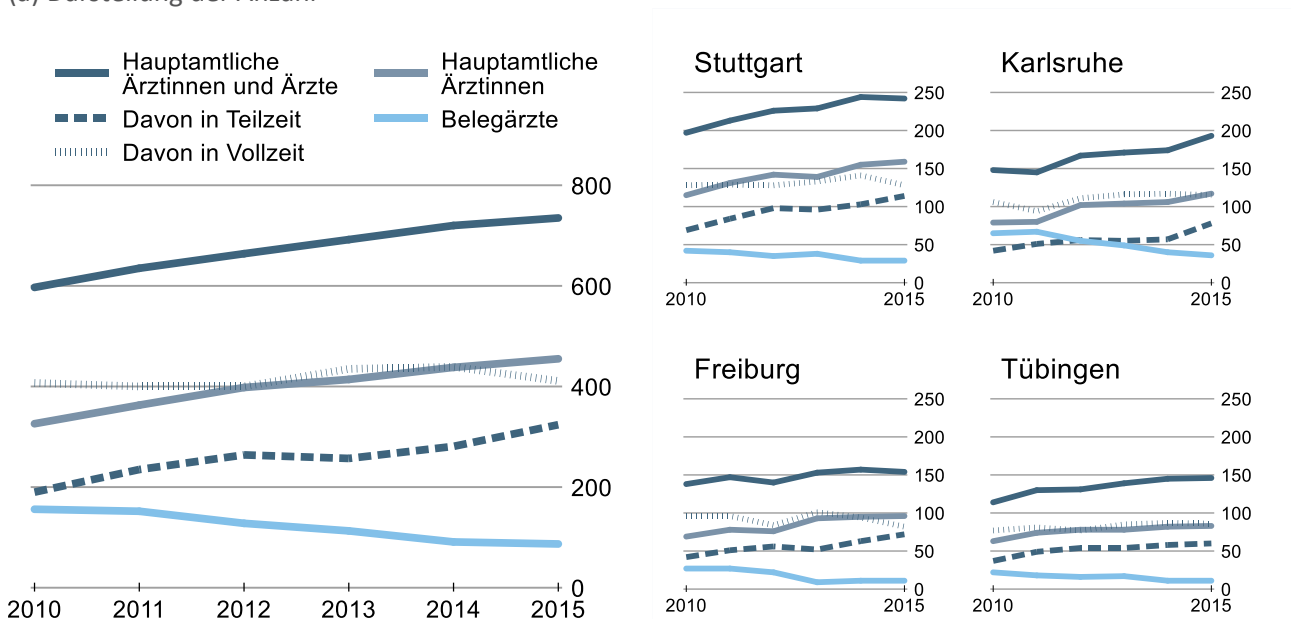 Hauptamtliche
Ärztinnen und Ärzte
Hauptamtliche
Ärztinnen
Davon in Teilzeit
Belegärzte
Davon in Vollzeit
800
600
400
200
0
2010 2011 2012 2013 2014 2015
Stuttgart
250
200
150
100
50
0
2010 2015
Karlsruhe
250
200
150
100
50
0
2010 2015
Freiburg
250
200
150
100
50
0
2010 2015
Tübingen
250
200
150
100
50
0
2010 2015